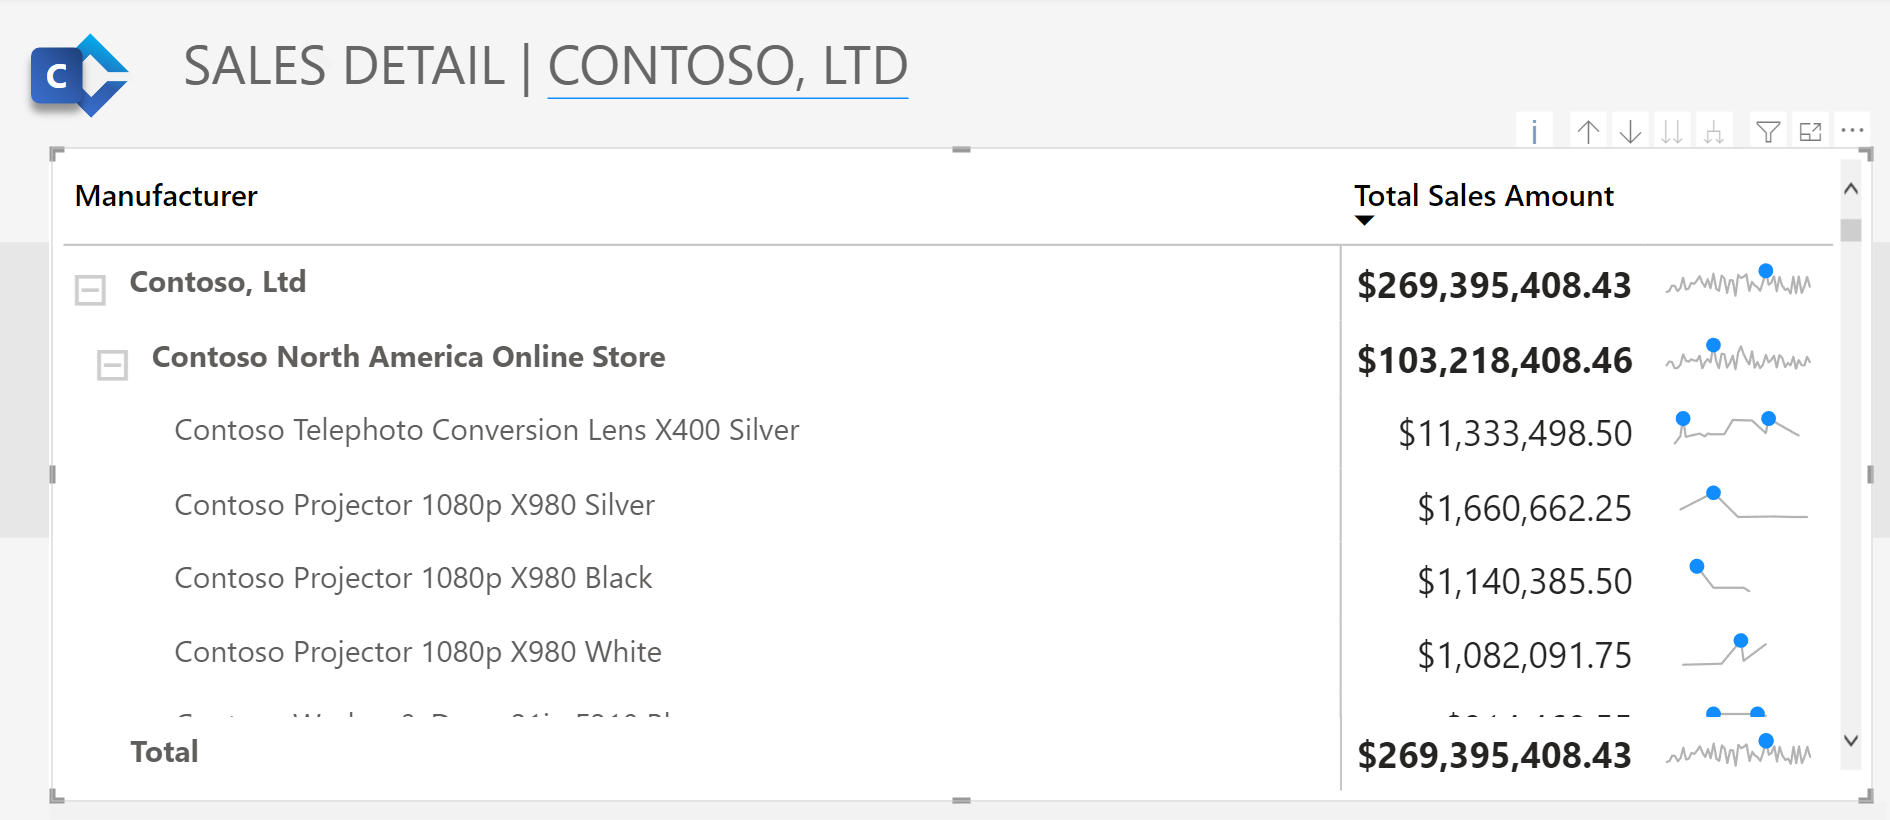 C
SALES DETAIL | CONTOSO, LTD
i
Manufacturer
Total Sales Amount
Contoso, Ltd
$269,395,408.43
Contoso North America Online Store
$103,218,408.46
Contoso Telephoto Conversion Lens X400 Silver
$11,333,498.50
Contoso Projector 1080p X980 Silver
$1,660,662.25
Contoso Projector 1080p X980 Black
$1,140,385.50
Contoso Projector 1080p X980 White
$1,082,091.75
Total
$269,395,408.43